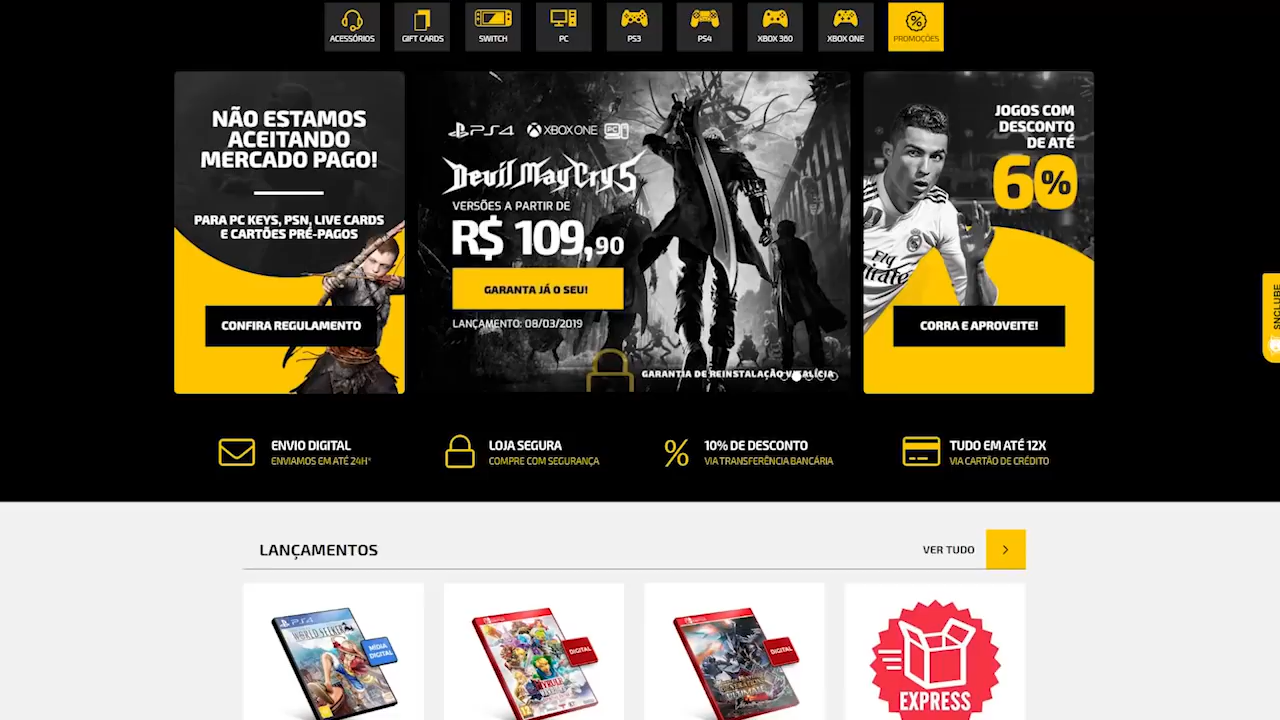 ACESSÓRIOS
GIFT CARDS
SWITCH
PC
PS3
PS4
XBOX 360
XBOX ONE
PROMOÇÕES
NÃO ESTAMOS
ACEITANDO
MERCADO PAGO!
PARA PC KEYS, PSN, LIVE CARDS
E CARTÕES PRÉ-PAGOS
CONFIRA REGULAMENTO
PS4 XBOX ONE PC
Devil May Cry 5
VERSÕES A PARTIR DE
R$ 109,90
GARANTA JÁ O SEU!
LANÇAMENTO: 08/03/2019
GARANTIA DE REINSTALAÇÃO VITALÍCIA
JOGOS COM
DESCONTO
DE ATÉ
60%
Fly
CORRA E APROVEITE!
SNCLUBE
ENVIO DIGITAL
ENVIAMOS EM ATÉ 24H*
LOJA SEGURA
COMPRE COM SEGURANÇA
10% DE DESCONTO
VIA TRANSFERÊNCIA BANCÁRIA
TUDO EM ATÉ 12X
VIA CARTÃO DE CRÉDITO
LANÇAMENTOS
VER TUDO
PS4
WORLD SEEKER
MÍDIA
DIGITAL
DIGITAL
DIGITAL
EXPRESS